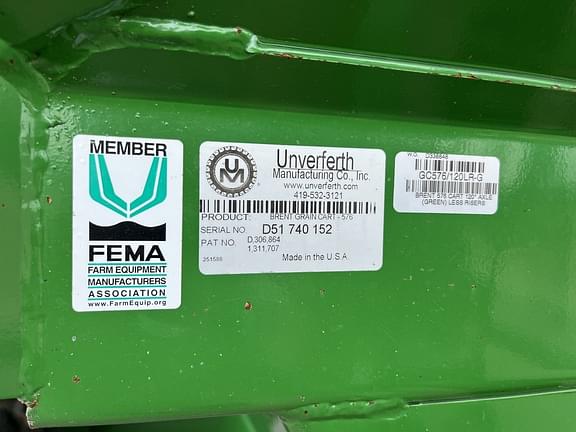 MEMBER
FEMA
FARM EQUIPMENT
MANUFACTURERS
ASSOCIATION
www.FarmEquip.org
UM
Unverferth
Manufacturing Co., Inc.
www.unverferth.com
419-532-3121
PRODUCT: BRENT GRAIN CART - 576
SERIAL NO. D51 740 152
PAT NO. D,306,864
1,311,707
251588 Made in the U.S.A.
W.O.
GC576/120LR-G
BRENT 576 CART 120" AXLE
(GREEN) LESS RISERS